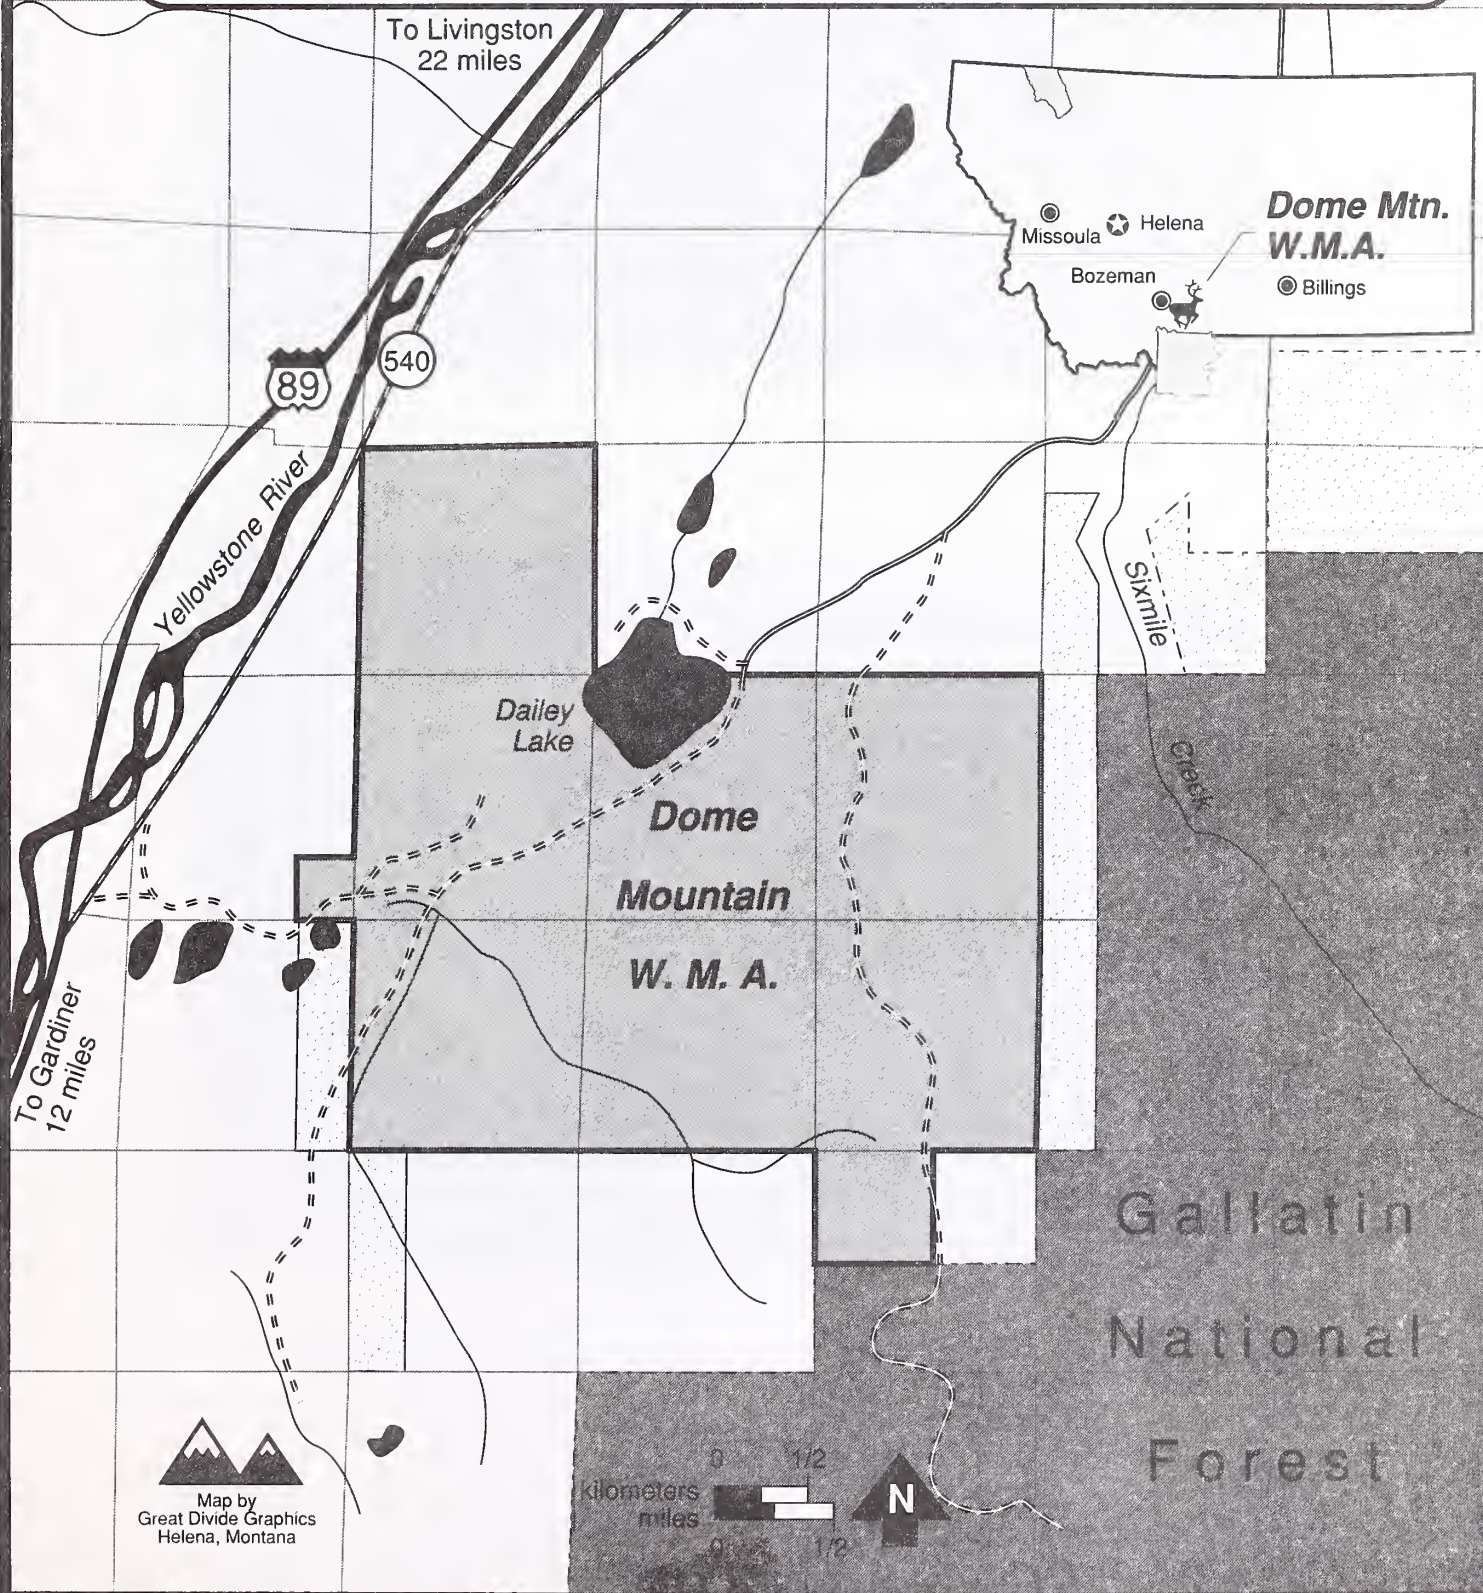 To Livingston
22 miles
Missoula
Helena
Bozeman
Dome Mtn.
W.M.A.
Billings
89
540
Yellowstone River
Sixmile
Creek
Dailey
Lake
Dome
Mountain
W. M. A.
To Gardiner
12 miles
Gallatin
National
Forest
Map by
Great Divide Graphics
Helena, Montana
0 1/2
kilometers
miles
0 1/2
N